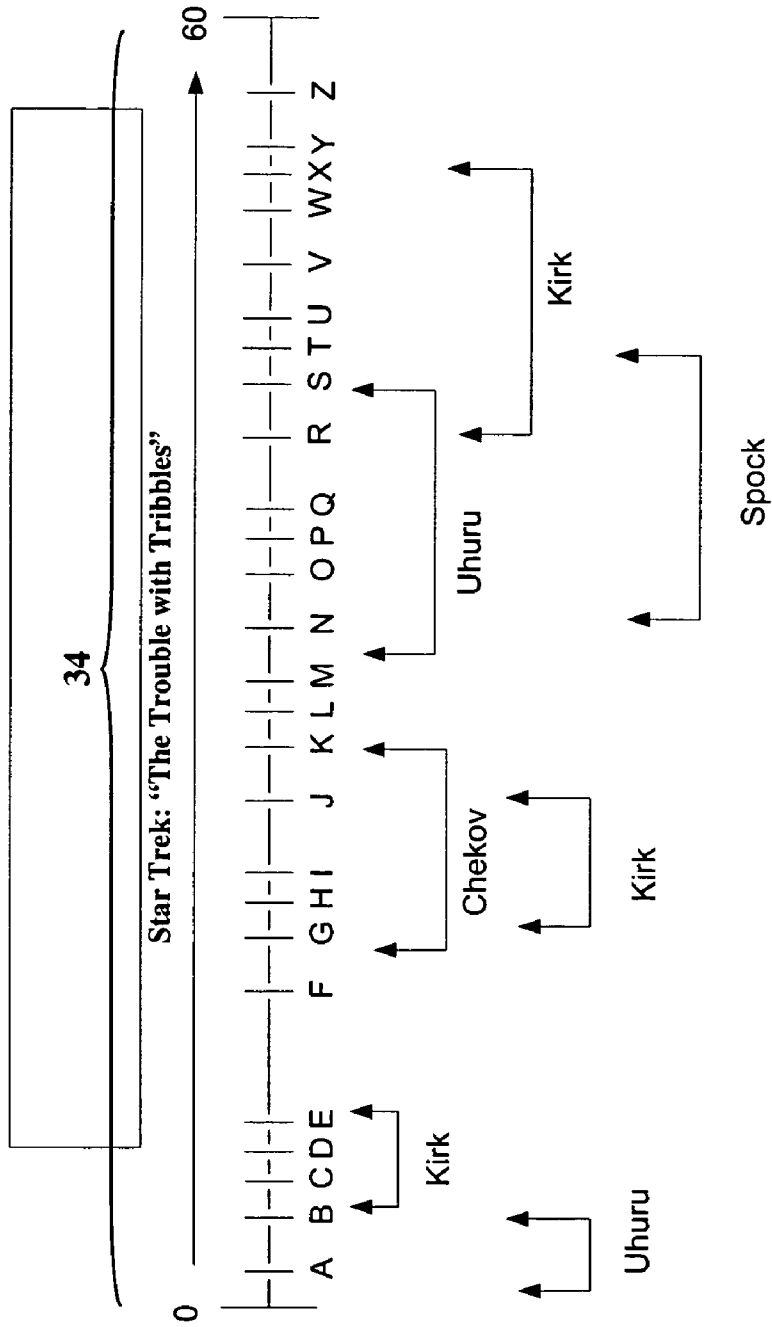 34
Star Trek: “The Trouble with Tribbles”
0 60
A B C D E F G H I J K L M N O P Q R S T U V W X Y Z
Kirk
Chekov
Uhuru
Kirk
Uhuru
Kirk
Spock